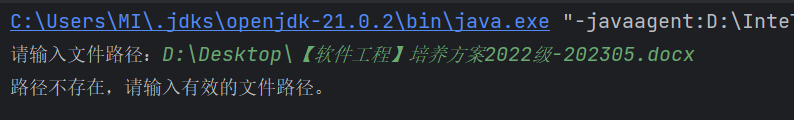 C:\Users\MI\.jdks\openjdk-21.0.2\bin\java.exe "-javaagent:D:\Inte
请输入文件路径：D:\Desktop\【软件工程】培养方案2022级-202305.docx
路径不存在，请输入有效的文件路径。